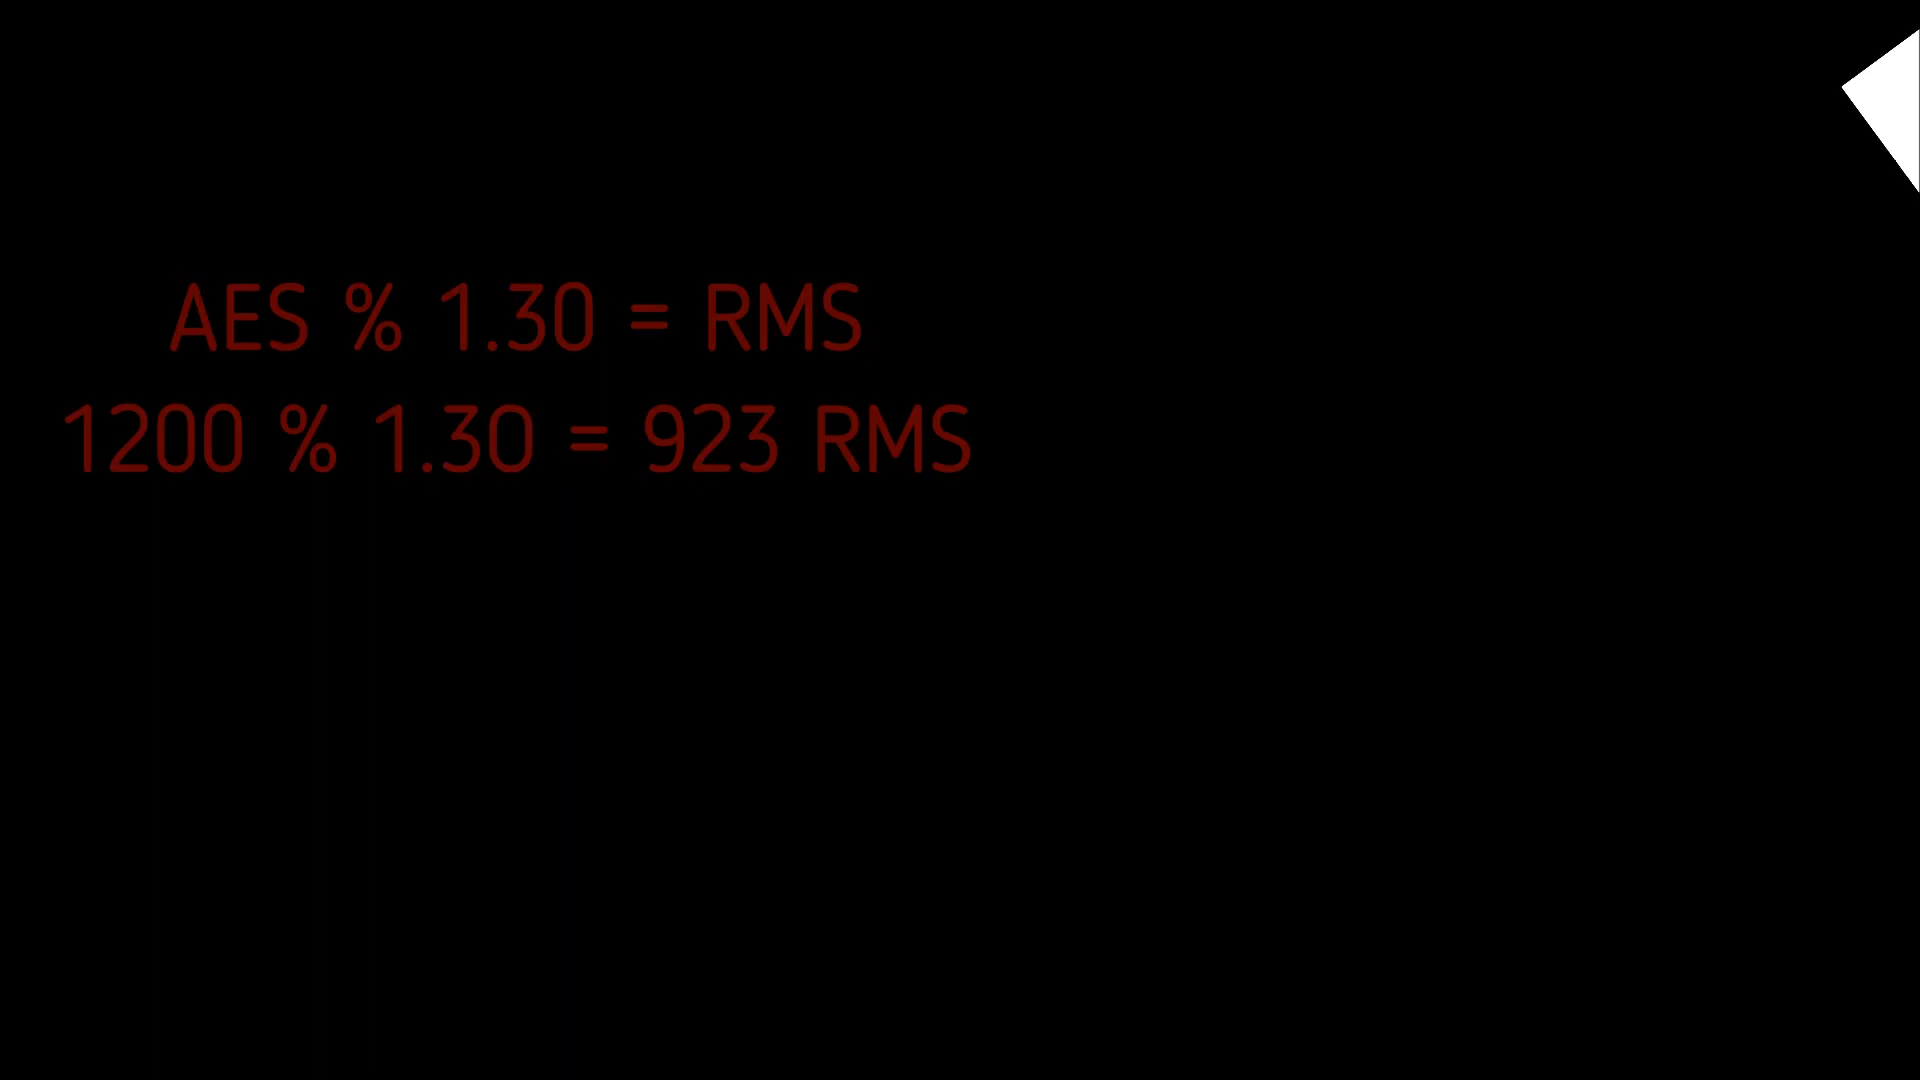 AES % 1.30 = RMS
1200 % 1.30 = 923 RMS